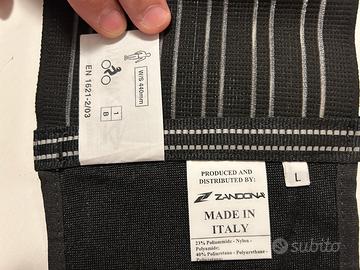 W/S 440mm
EN 1621-2/03
1
B
PRODUCED AND
DISTRIBUTED BY:
ZANDONA
MADE IN
ITALY
23% Poliammide - Nylon -
Polyamide;
40% Poliuretano - Polyurethane -
L
subito